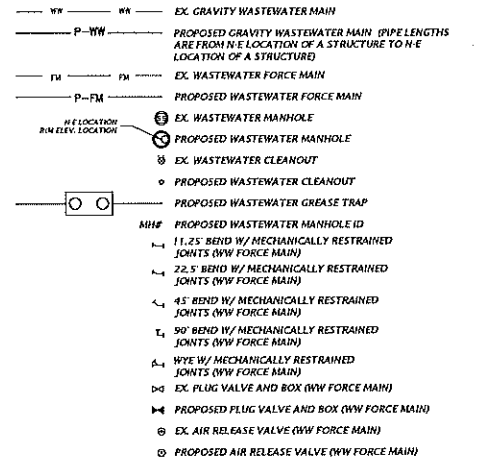 WW WW EX. GRAVITY WASTEWATER MAIN
P-WW PROPOSED GRAVITY WASTEWATER MAIN (PIPE LENGTHS
ARE FROM N-E LOCATION OF A STRUCTURE TO N-E
LOCATION OF A STRUCTURE)
FM FM EX. WASTEWATER FORCE MAIN
P-FM PROPOSED WASTEWATER FORCE MAIN
EX. WASTEWATER MANHOLE
N-E LOCATION
RIM ELEV. LOCATION
PROPOSED WASTEWATER MANHOLE
EX. WASTEWATER CLEANOUT
PROPOSED WASTEWATER CLEANOUT
PROPOSED WASTEWATER GREASE TRAP
MH# PROPOSED WASTEWATER MANHOLE ID
11.25° BEND W/ MECHANICALLY RESTRAINED
JOINTS (WW FORCE MAIN)
22.5° BEND W/ MECHANICALLY RESTRAINED
JOINTS (WW FORCE MAIN)
45° BEND W/ MECHANICALLY RESTRAINED
JOINTS (WW FORCE MAIN)
90° BEND W/ MECHANICALLY RESTRAINED
JOINTS (WW FORCE MAIN)
WYE W/ MECHANICALLY RESTRAINED
JOINTS (WW FORCE MAIN)
EX. PLUG VALVE AND BOX (WW FORCE MAIN)
PROPOSED PLUG VALVE AND BOX (WW FORCE MAIN)
EX. AIR RELEASE VALVE (WW FORCE MAIN)
PROPOSED AIR RELEASE VALVE (WW FORCE MAIN)